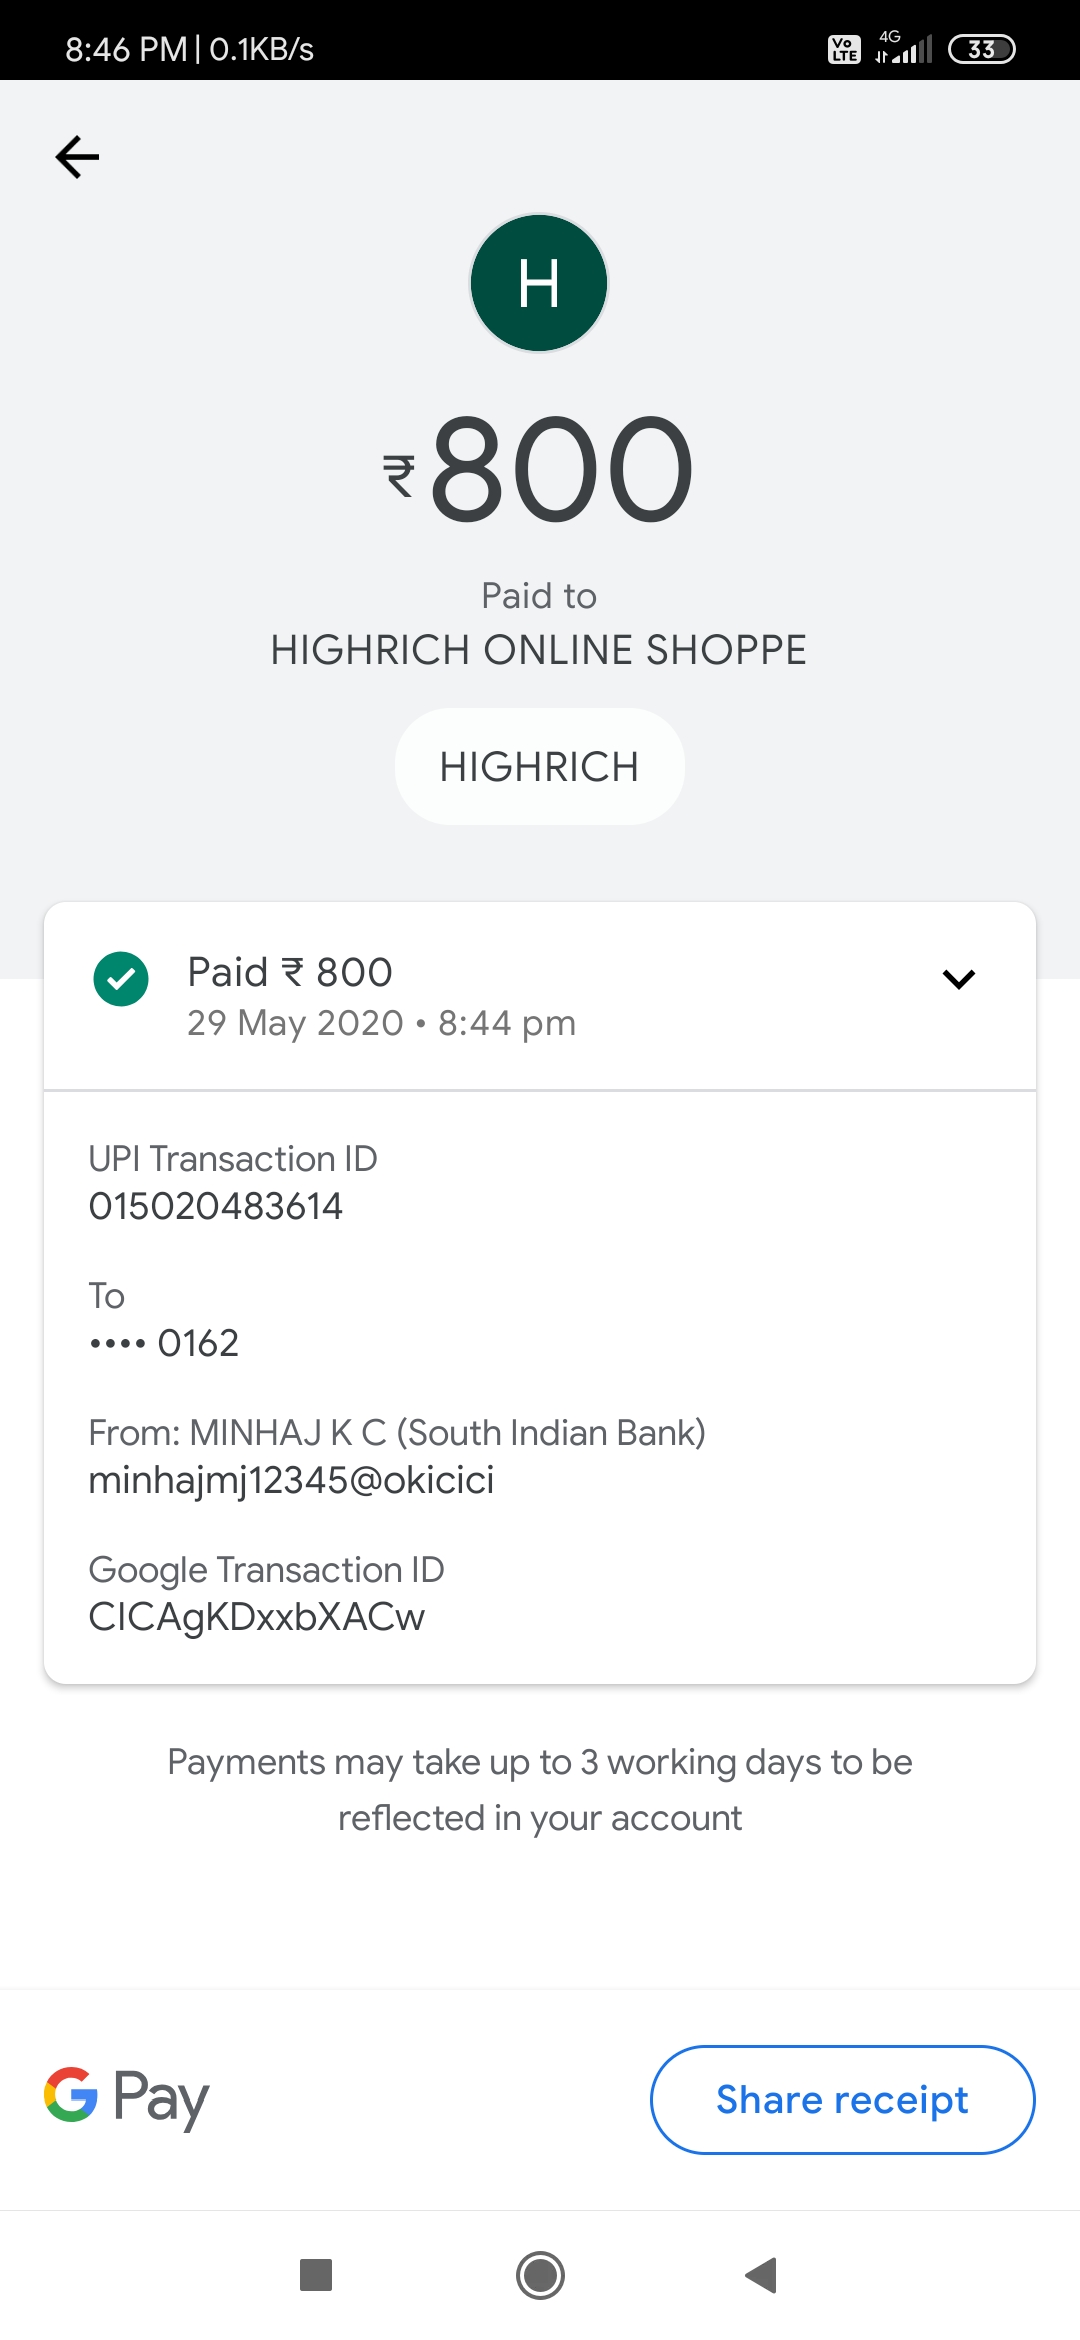 8:46 PM | 0.1KB/s
Vo LTE 4G 33
H
₹800
Paid to
HIGHRICH ONLINE SHOPPE
HIGHRICH
Paid ₹ 800
29 May 2020 • 8:44 pm
UPI Transaction ID
015020483614
To
•••• 0162
From: MINHAJ K C (South Indian Bank)
minhajmj12345@okicici
Google Transaction ID
CICAgKDxxbXACw
Payments may take up to 3 working days to be
reflected in your account
G Pay
Share receipt